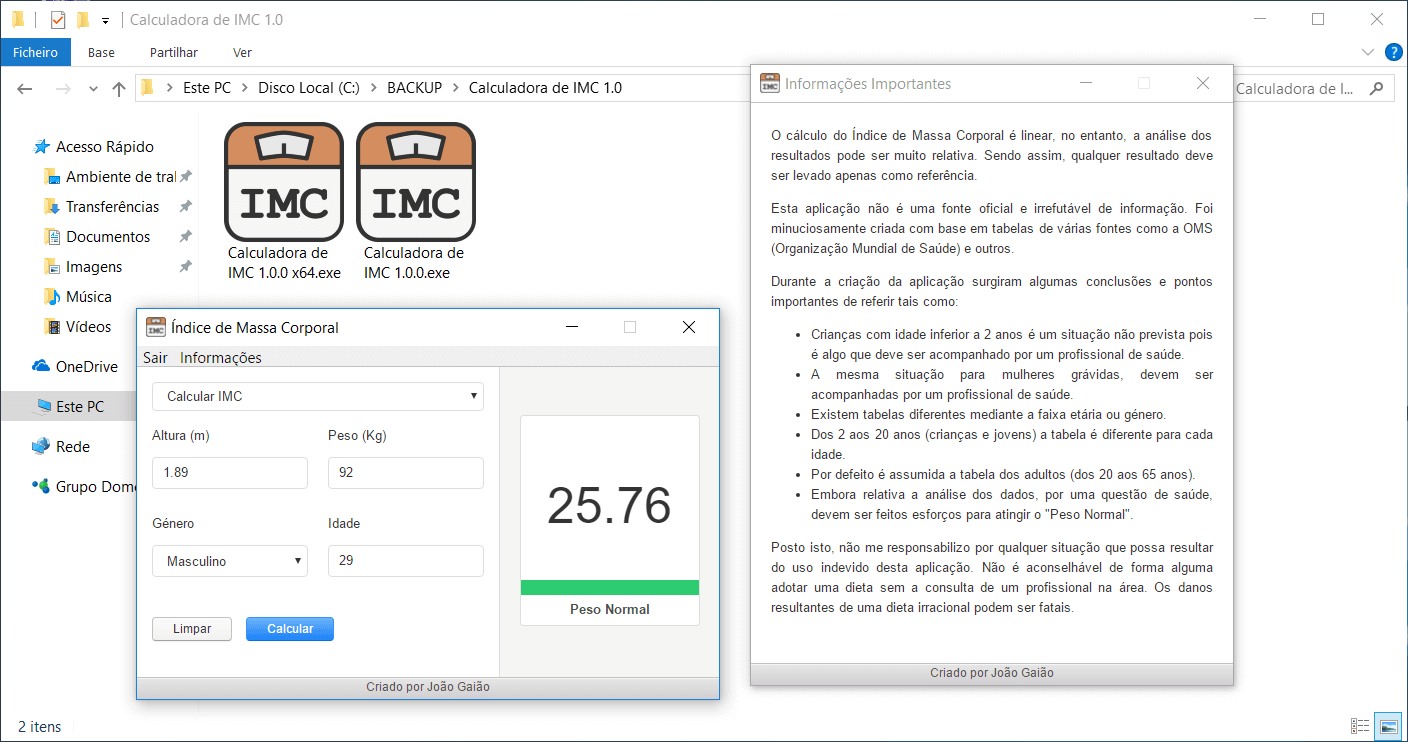 Calculadora de IMC 1.0
Ficheiro Base Partilhar Ver
Este PC Disco Local (C:) BACKUP Calculadora de IMC 1.0
Calculadora de I...
Acesso Rápido
Ambiente de tral
Transferências
Documentos
Imagens
Música
Vídeos
OneDrive
Este PC
Rede
Grupo Dome
IMC
Calculadora de
IMC 1.0.0 x64.exe
IMC
Calculadora de
IMC 1.0.0.exe
IMC Índice de Massa Corporal
Sair Informações
Calcular IMC
Altura (m) Peso (Kg)
1.89 92
Género Idade
Masculino 29
Limpar Calcular
25.76
Peso Normal
Criado por João Gaião
IMC Informações Importantes
O cálculo do Índice de Massa Corporal é linear, no entanto, a análise dos
resultados pode ser muito relativa. Sendo assim, qualquer resultado deve
ser levado apenas como referência.
Esta aplicação não é uma fonte oficial e irrefutável de informação. Foi
minuciosamente criada com base em tabelas de várias fontes como a OMS
(Organização Mundial de Saúde) e outros.
Durante a criação da aplicação surgiram algumas conclusões e pontos
importantes de referir tais como:
• Crianças com idade inferior a 2 anos é um situação não prevista pois
é algo que deve ser acompanhado por um profissional de saúde.
• A mesma situação para mulheres grávidas, devem ser
acompanhadas por um profissional de saúde.
• Existem tabelas diferentes mediante a faixa etária ou género.
• Dos 2 aos 20 anos (crianças e jovens) a tabela é diferente para cada
idade.
• Por defeito é assumida a tabela dos adultos (dos 20 aos 65 anos).
• Embora relativa a análise dos dados, por uma questão de saúde,
devem ser feitos esforços para atingir o "Peso Normal".
Posto isto, não me responsabilizo por qualquer situação que possa resultar
do uso indevido desta aplicação. Não é aconselhável de forma alguma
adotar uma dieta sem a consulta de um profissional na área. Os danos
resultantes de uma dieta irracional podem ser fatais.
Criado por João Gaião
2 itens